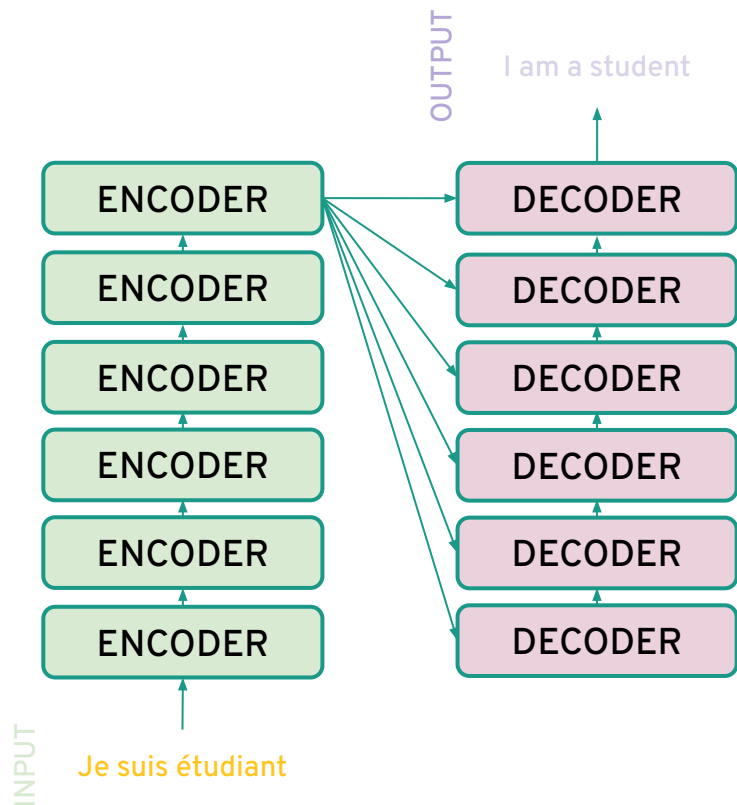 OUTPUT
I am a student
ENCODER
ENCODER
ENCODER
ENCODER
ENCODER
ENCODER
DECODER
DECODER
DECODER
DECODER
DECODER
DECODER
INPUT
Je suis étudiant